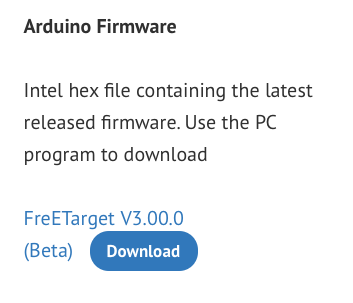 Arduino Firmware
Intel hex file containing the latest
released firmware. Use the PC
program to download
FreETarget V3.00.0
(Beta) Download